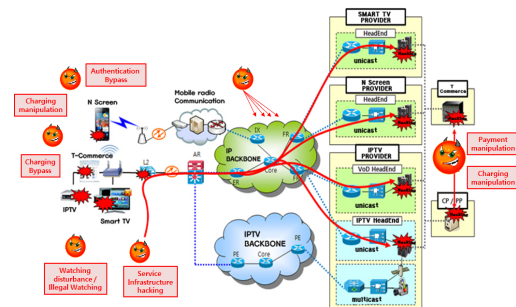 SMART TV
PROVIDER
HeadEnd
unicast
Authentication
Bypass
Charging
manipulation
N Screen
Mobile radio
Communication
N Screen
PROVIDER
HeadEnd
unicast
T
Commerce
Charging
Bypass
T-Commerce
L2
AR
IX
FR
IP
BACKBONE
Core
ER
IPTV
PROVIDER
VoD HeadEnd
unicast
Payment
manipulation
Charging
manipulation
IPTV
Smart TV
CP / PP
IPTV HeadEnd
unicast
IPTV
BACKBONE
PE
Core
PE
PE
multicast
Watching
disturbance /
Illegal Watching
Service
Infrastructure
hacking